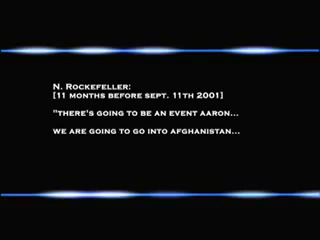 N. ROCKEFELLER:
[11 MONTHS BEFORE SEPT. 11TH 2001]
"THERE'S GOING TO BE AN EVENT AARON...
WE ARE GOING TO GO INTO AFGHANISTAN...